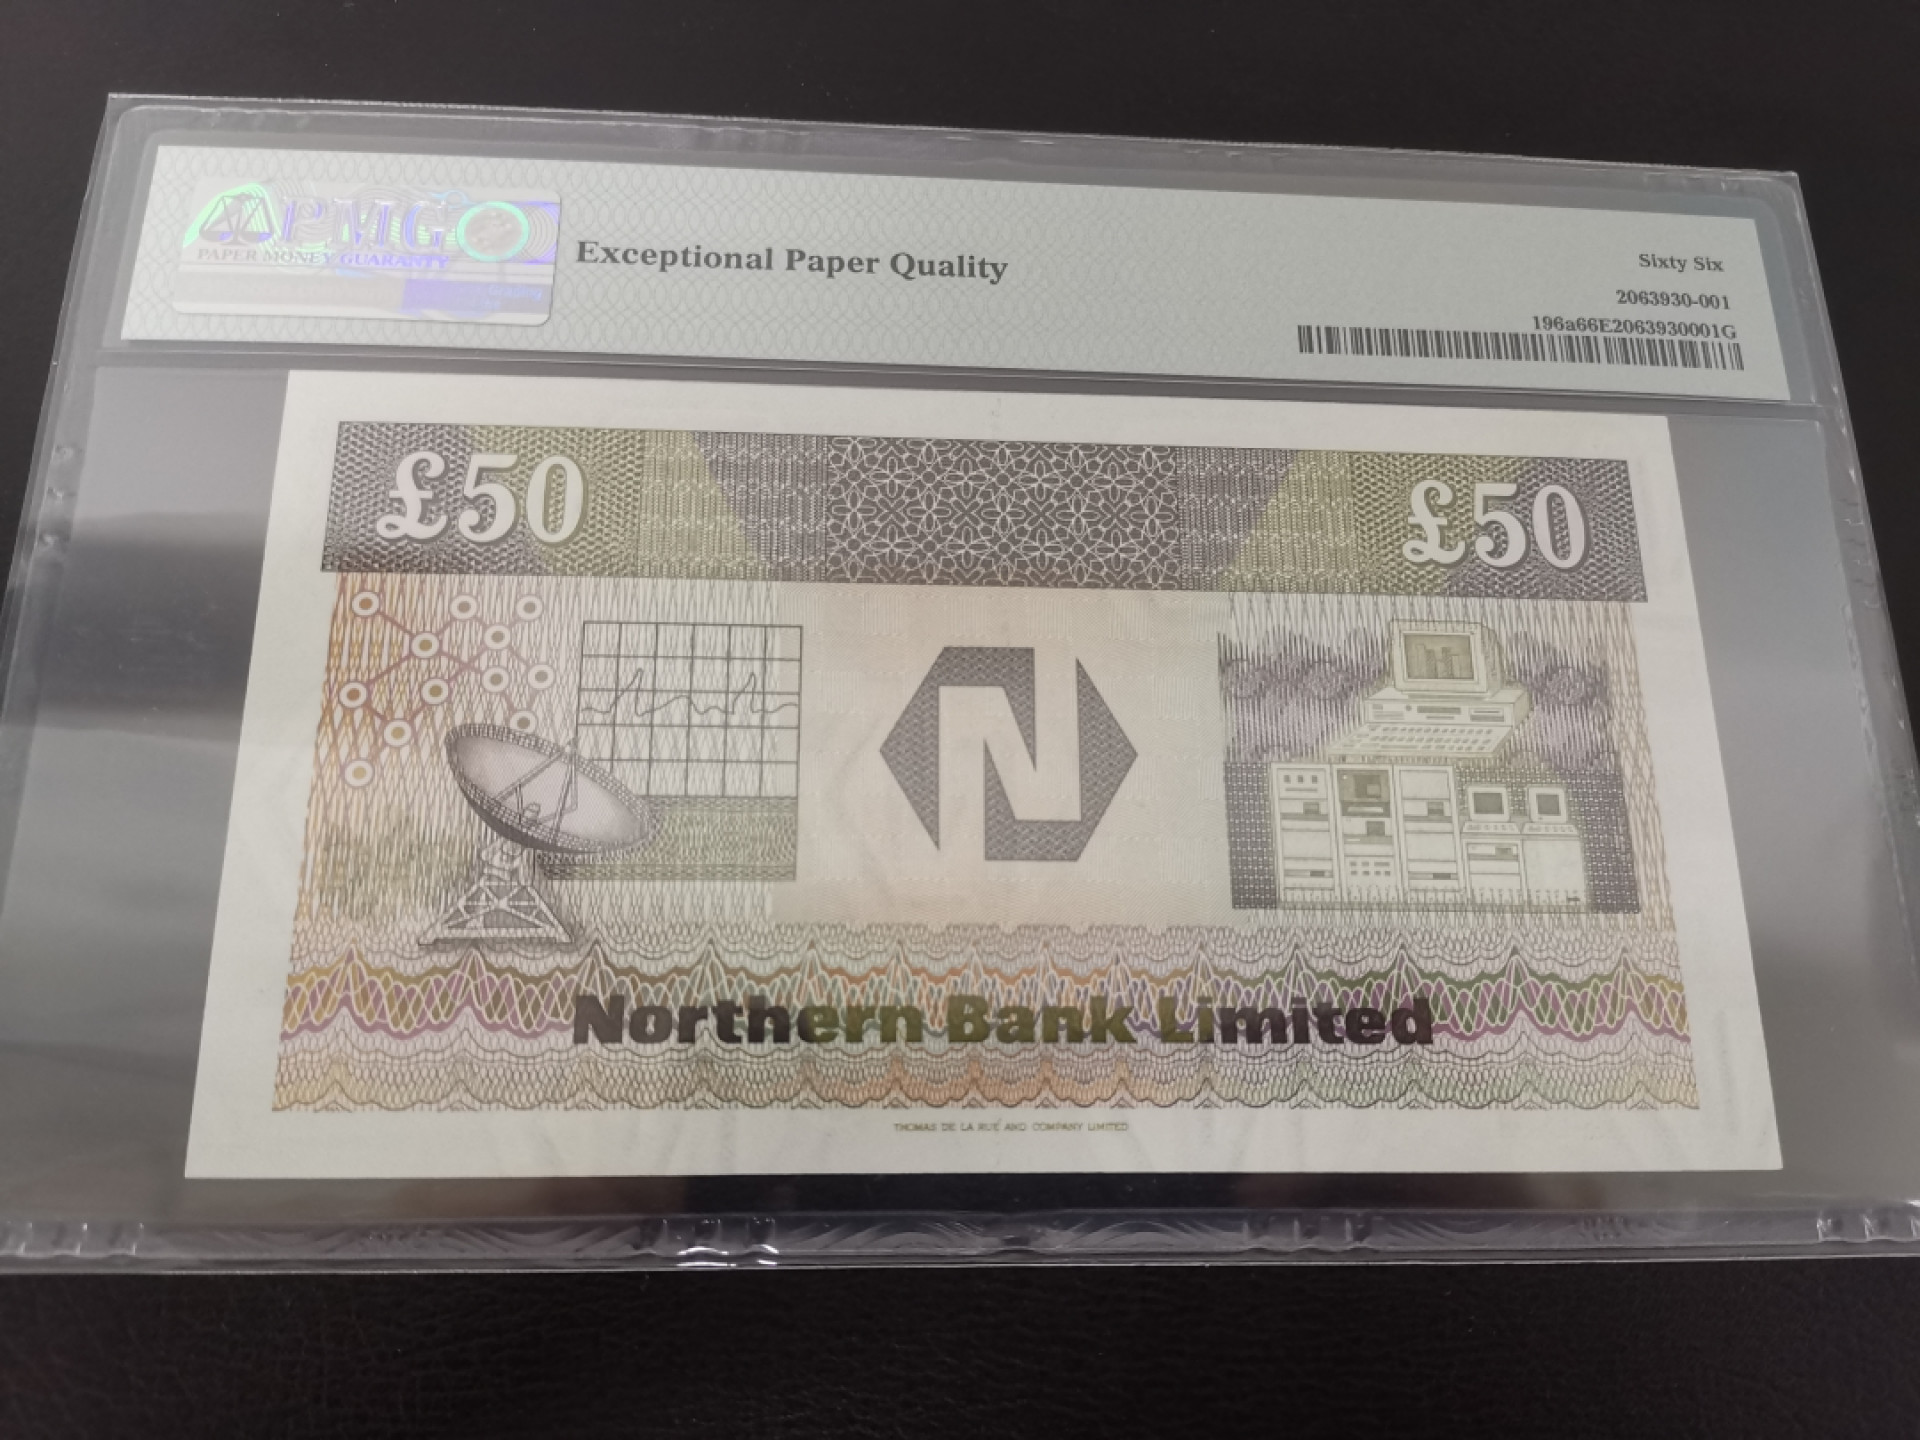 PMG
PAPER MONEY GUARANTY
Exceptional Paper Quality
Sixty Six
2063930-001
196a66E2063930001G
£50
£50
N
Northern Bank Limited
THOMAS DE LA RUE AND COMPANY LIMITED